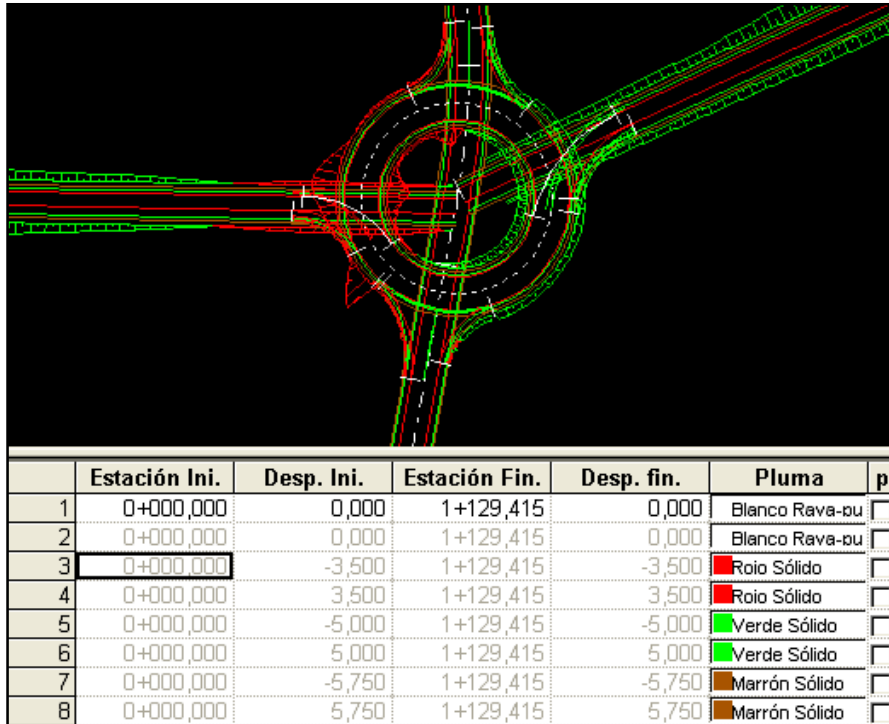 Estación Ini. Desp. Ini. Estación Fin. Desp. fin. Pluma p
1 0+000,000 0,000 1+129,415 0,000 Blanco Raya-pu
2 0+000,000 0,000 1+129,415 0,000 Blanco Raya-pu
3 0+000,000 -3,500 1+129,415 -3,500 Rojo Sólido
4 0+000,000 3,500 1+129,415 3,500 Rojo Sólido
5 0+000,000 -5,000 1+129,415 -5,000 Verde Sólido
6 0+000,000 5,000 1+129,415 5,000 Verde Sólido
7 0+000,000 -5,750 1+129,415 -5,750 Marrón Sólido
8 0+000,000 5,750 1+129,415 5,750 Marrón Sólido